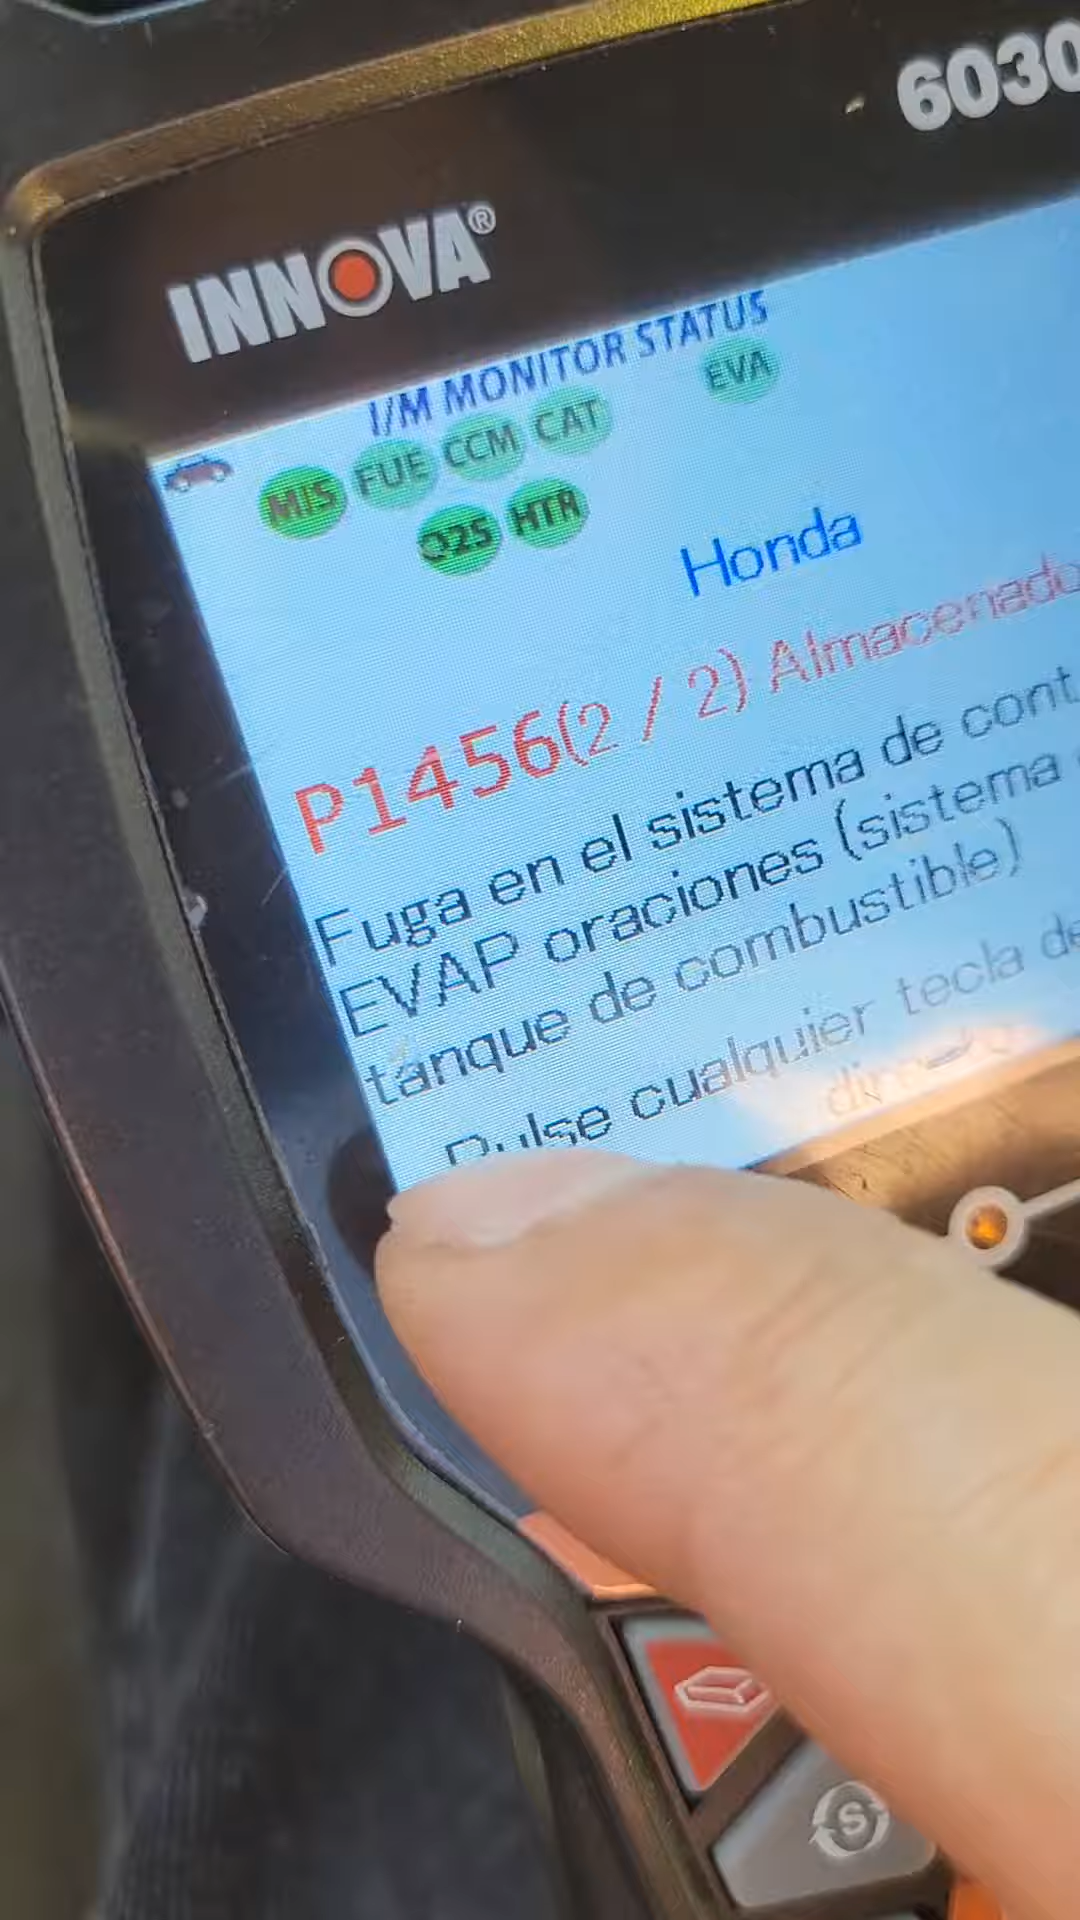 6030
INNOVA®
I/M MONITOR STATUS
MIS FUE CCM CAT EVA
O2S HTR
Honda
P1456(2 / 2) Almacenado
Fuga en el sistema de cont
EVAP oraciones (sistema
tanque de combustible)
Pulse cualquier tecla de
S